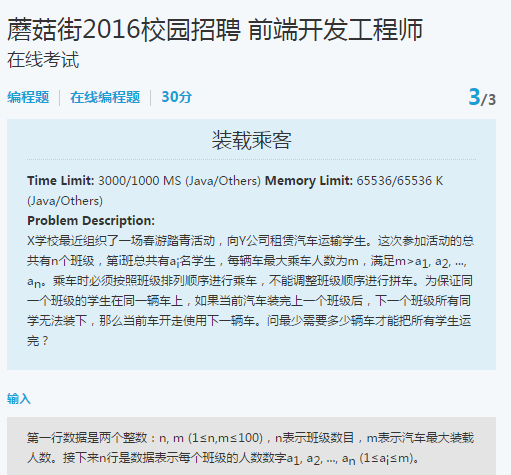 蘑菇街2016校园招聘 前端开发工程师
在线考试
编程题 | 在线编程题 | 30分 3/3
装载乘客
Time Limit: 3000/1000 MS (Java/Others) Memory Limit: 65536/65536 K
(Java/Others)
Problem Description:
X学校最近组织了一场春游踏青活动，向Y公司租赁汽车运输学生。这次参加活动的总
共有n个班级，第i班总共有ai名学生，每辆车最大乘车人数为m，满足m>a1, a2, ...,
an。乘车时必须按照班级排列顺序进行乘车，不能调整班级顺序进行拼车。为保证同
一个班级的学生在同一辆车上，如果当前汽车装完上一个班级后，下一个班级所有同
学无法装下，那么当前车开走使用下一辆车。问最少需要多少辆车才能把所有学生运
完？
输入
第一行数据是两个整数：n, m (1≤n,m≤100)，n表示班级数目，m表示汽车最大装载
人数。接下来n行是数据表示每个班级的人数数字a1, a2, ..., an (1≤ai≤m)。